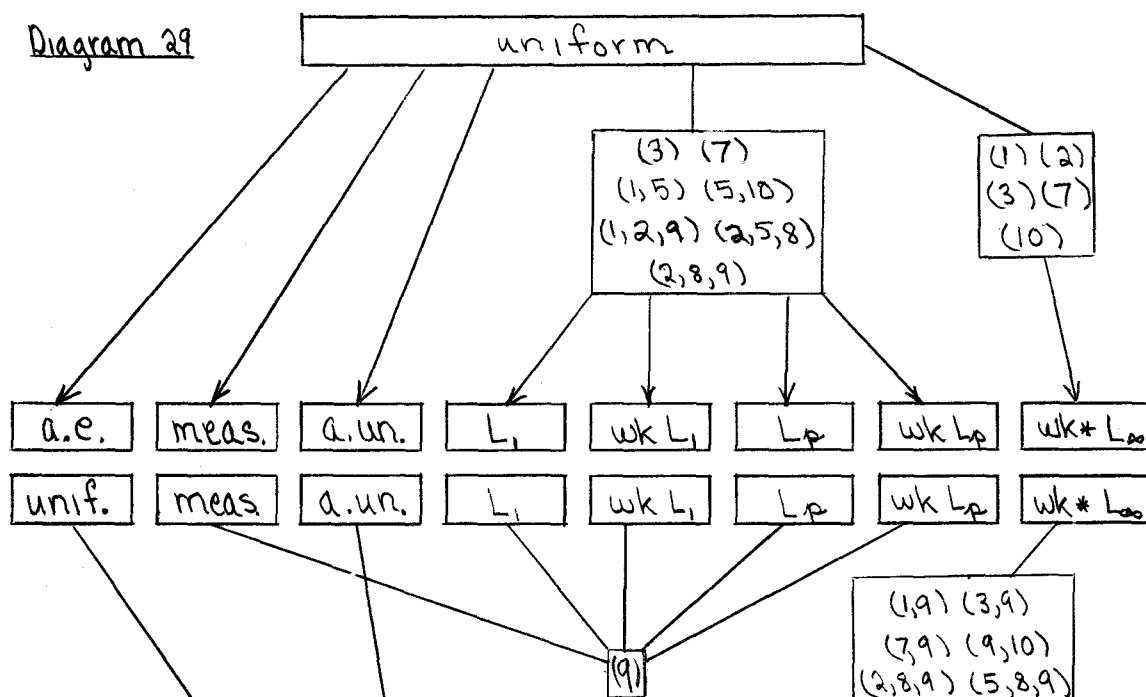 Diagram 29
uniform
(3) (7)
(1,5) (5,10)
(1,2,9) (2,5,8)
(2,8,9)
(1) (2)
(3) (7)
(10)
a.e. meas. a.un. L₁ wk L₁ Lp wk Lp wk* L∞
unif. meas. a.un. L₁ wk L₁ Lp wk Lp wk* L∞
(9)
(1,9) (3,9)
(7,9) (9,10)
(2,8,9) (5,8,9)